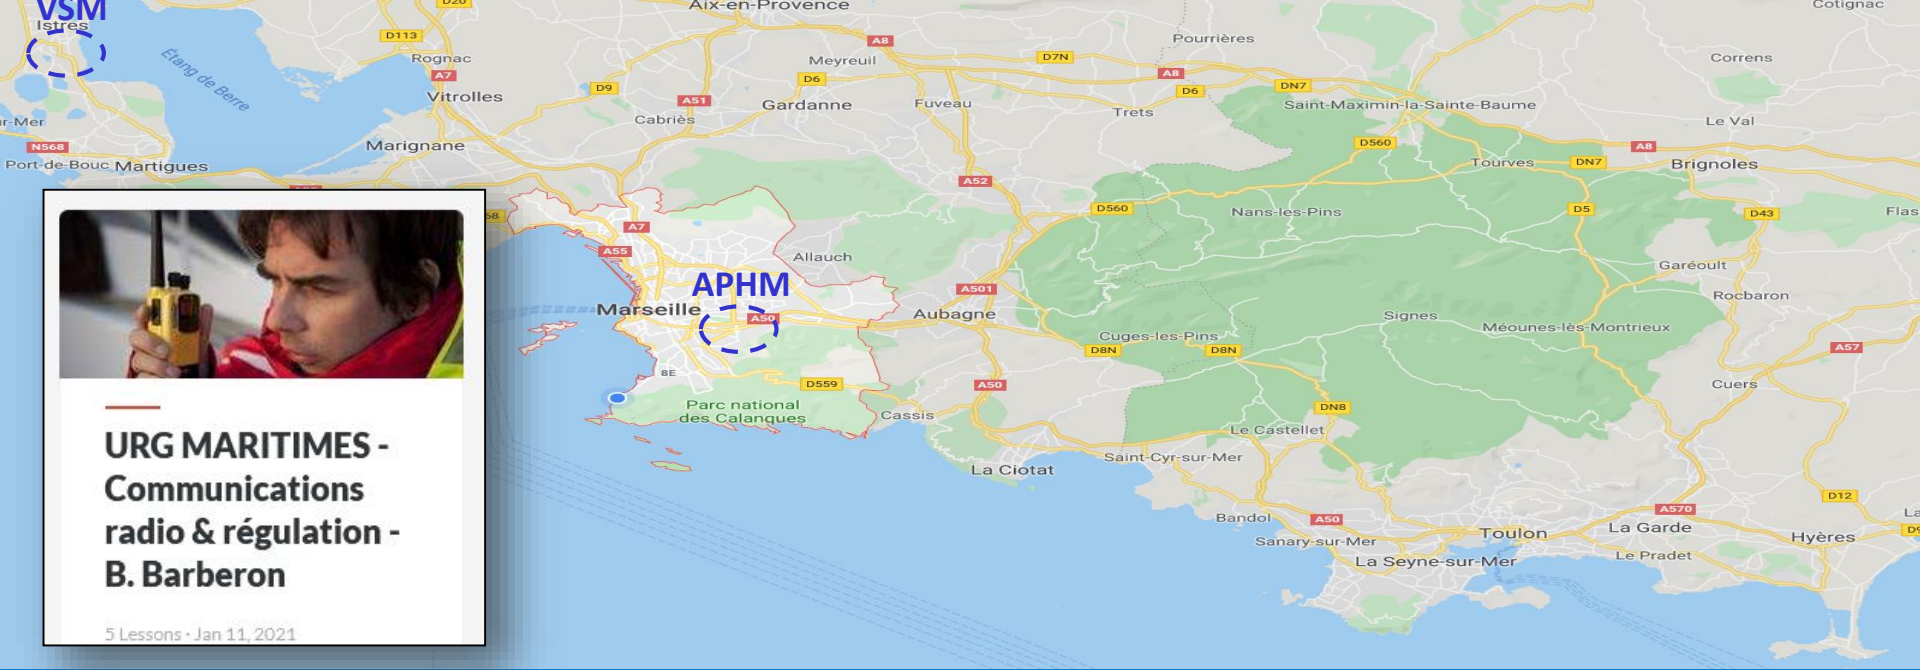 VSM
Istres
D20
Aix-en-Provence
Cotignac
D113
A8
Pourrières
Rognac
Étang de Berre
A7
Meyreuil
D7N
A8
Correns
D9
D6
D6
DN7
Vitrolles
A51
Gardanne
Fuveau
Saint-Maximin-la-Sainte-Baume
Cabriès
Trets
Le Val
r-Mer
N568
Marignane
D560
A8
Port-de-Bouc
Martigues
Tourves
DN7
Brignoles
A52
68
D560
Nans-les-Pins
D5
D43
Flas
A7
A55
Allauch
Garéoult
APHM
A501
Rocbaron
Marseille
A50
Aubagne
Signes
Cuges-les-Pins
Méounes-lès-Montrieux
D8N
D8N
A57
8E
D559
A50
Cuers
Parc national
des Calanques
Cassis
DN8
Le Castellet
Saint-Cyr-sur-Mer
La Ciotat
D12
Bandol
A50
A570
La
Sanary-sur-Mer
Toulon
La Garde
Hyères
D9
La Seyne-sur-Mer
Le Pradet
URG MARITIMES -
Communications
radio & régulation -
B. Barberon
5 Lessons · Jan 11, 2021